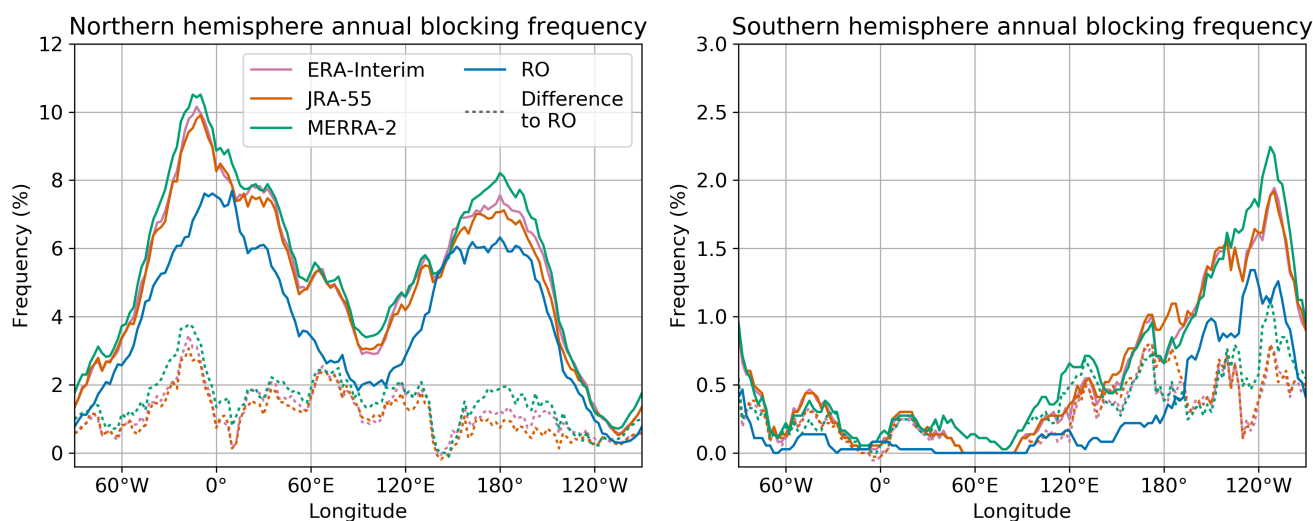 Northern hemisphere annual blocking frequency
12
10
8
6
4
2
0
Frequency (%)
ERA-Interim
JRA-55
MERRA-2
RO
Difference
to RO
60°W
0°
60°E
120°E
180°
120°W
Longitude
Southern hemisphere annual blocking frequency
3.0
2.5
2.0
1.5
1.0
0.5
0.0
Frequency (%)
60°W
0°
60°E
120°E
180°
120°W
Longitude